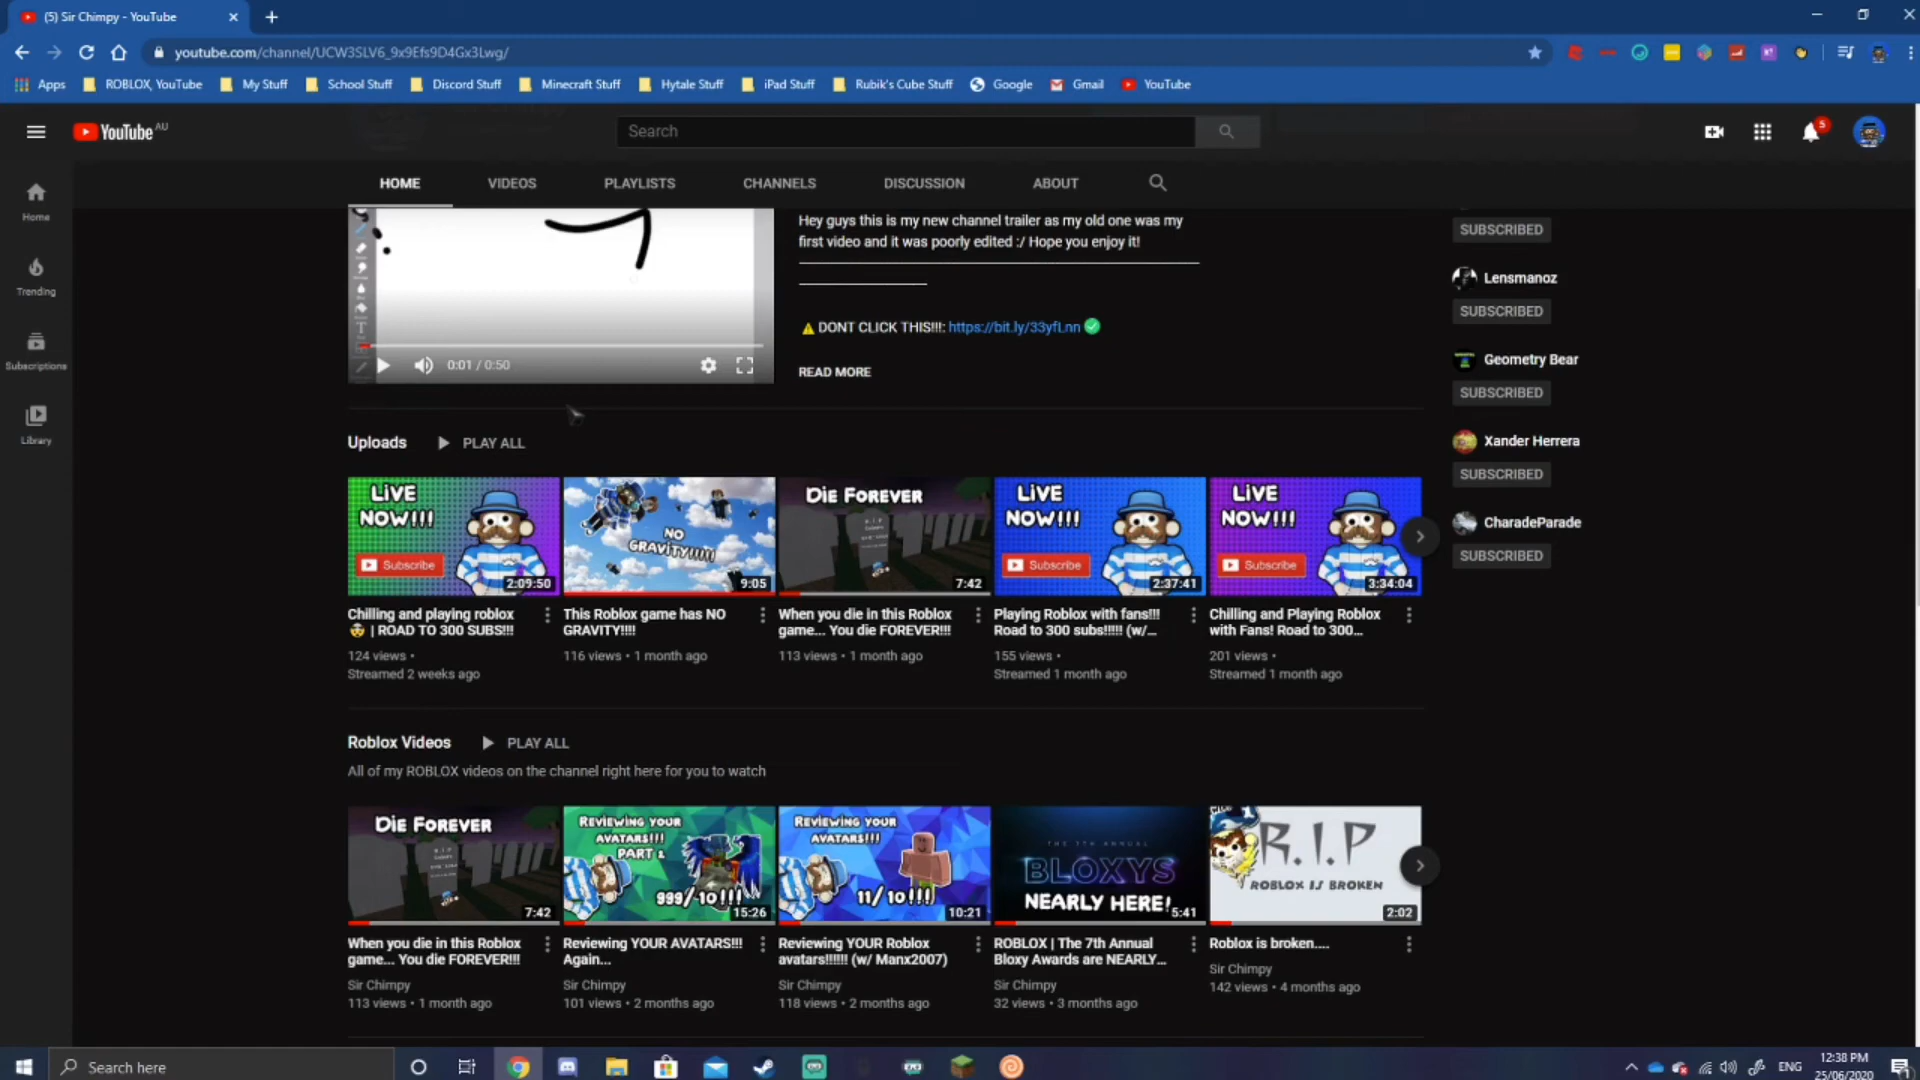 (5) Sir Chimpy - YouTube
youtube.com/channel/UCW3SLV6_9x9Efs9D4Gx3Lwg/
Apps ROBLOX, YouTube My Stuff School Stuff Discord Stuff Minecraft Stuff Hytale Stuff iPad Stuff Rubik's Cube Stuff Google Gmail YouTube
YouTube AU
Search
5
HOME VIDEOS PLAYLISTS CHANNELS DISCUSSION ABOUT
Home
Trending
Subscriptions
Library
Hey guys this is my new channel trailer as my old one was my
first video and it was poorly edited :/ Hope you enjoy it!
⚠ DONT CLICK THIS!!!: https://bit.ly/33yfLnn ✅
READ MORE
0:01 / 0:50
SUBSCRIBED
Lensmanoz
SUBSCRIBED
Geometry Bear
SUBSCRIBED
Xander Herrera
SUBSCRIBED
CharadeParade
SUBSCRIBED
Uploads PLAY ALL
LIVE
NOW!!!
Subscribe
2:09:50
Chilling and playing roblox
🤯 | ROAD TO 300 SUBS!!!
124 views •
Streamed 2 weeks ago
NO
GRAVITY!!!!!
9:05
This Roblox game has NO
GRAVITY!!!!
116 views • 1 month ago
DIE FOREVER
7:42
When you die in this Roblox
game... You die FOREVER!!!
113 views • 1 month ago
LIVE
NOW!!!
Subscribe
2:37:41
Playing Roblox with fans!!!
Road to 300 subs!!!!! (w/...
155 views •
Streamed 1 month ago
LIVE
NOW!!!
Subscribe
3:34:04
Chilling and Playing Roblox
with Fans! Road to 300...
201 views •
Streamed 1 month ago
Roblox Videos PLAY ALL
All of my ROBLOX videos on the channel right here for you to watch
DIE FOREVER
7:42
When you die in this Roblox
game... You die FOREVER!!!
Sir Chimpy
113 views • 1 month ago
REVIEWING YOUR
AVATARS!!!
PART 2
999/10!!!
15:26
Reviewing YOUR AVATARS!!!
Again...
Sir Chimpy
101 views • 2 months ago
REVIEWING YOUR
AVATARS!!!
11/10!!!
10:21
Reviewing YOUR Roblox
avatars!!!!!! (w/ Manx2007)
Sir Chimpy
118 views • 2 months ago
THE 7TH ANNUAL
BLOXYS
NEARLY HERE!
5:41
ROBLOX | The 7th Annual
Bloxy Awards are NEARLY...
Sir Chimpy
32 views • 3 months ago
R.I.P
ROBLOX IS BROKEN
2:02
Roblox is broken....
Sir Chimpy
142 views • 4 months ago
Search here
ENG
12:38 PM
25/06/2020